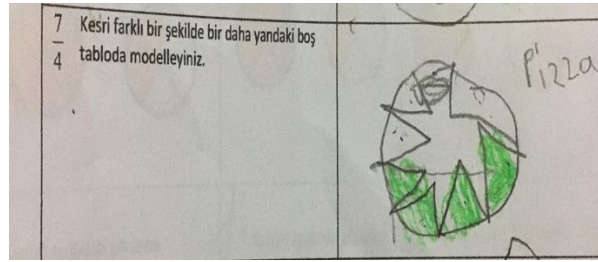 7/4 Kesri farklı bir şekilde bir daha yandaki boş
tabloda modelleyiniz.
Pizza